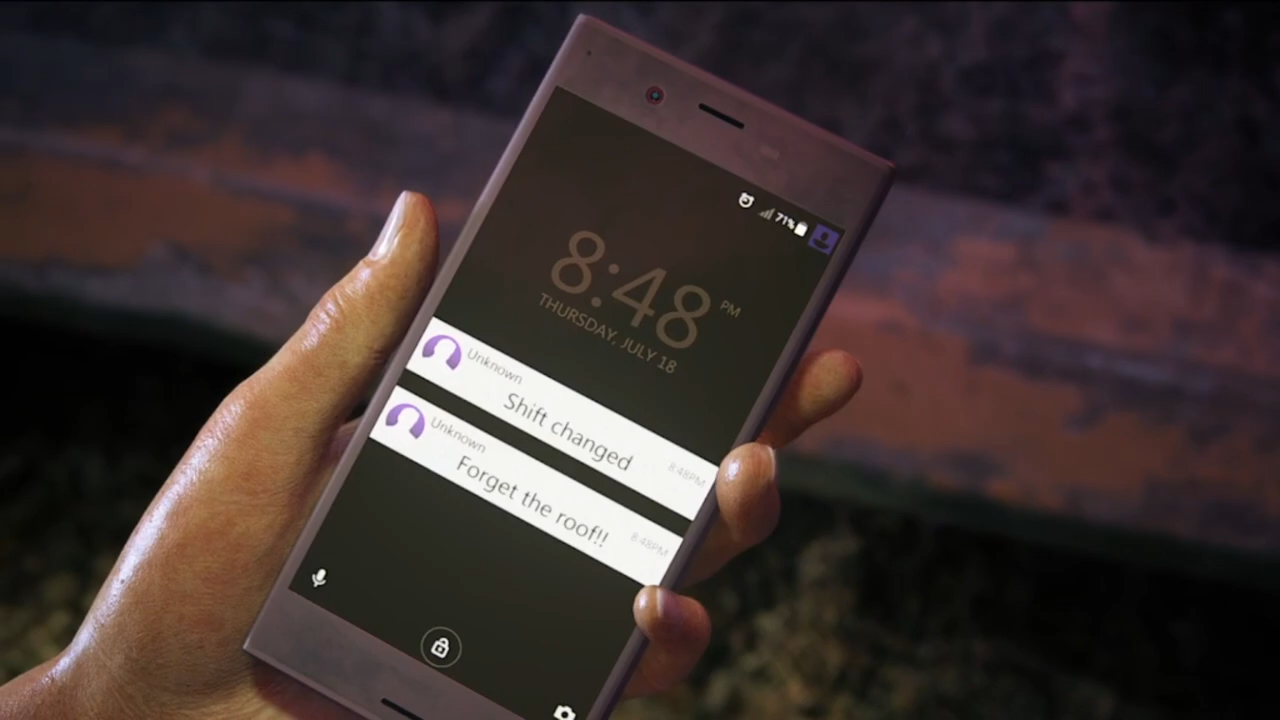 71%
8:48 PM
THURSDAY, JULY 18
Unknown
Shift changed
8:48PM
Unknown
Forget the roof!!
8:48PM